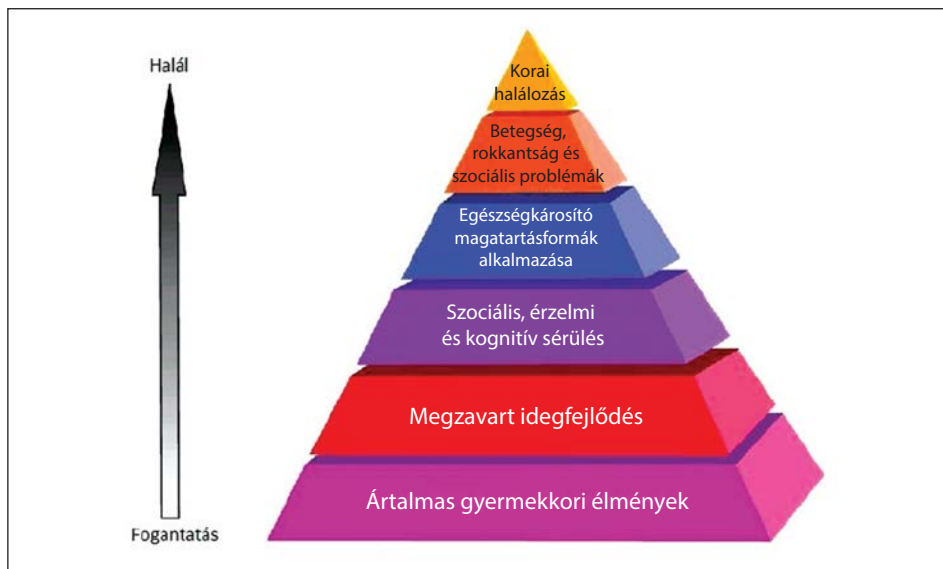 Halál
Korai
halálozás
Betegség,
rokkantság és
szociális problémák
Egészségkárosító
magatartásformák
alkalmazása
Szociális, érzelmi
és kognitív sérülés
Megzavart idegfejlődés
Ártalmas gyermekkori élmények
Fogantatás